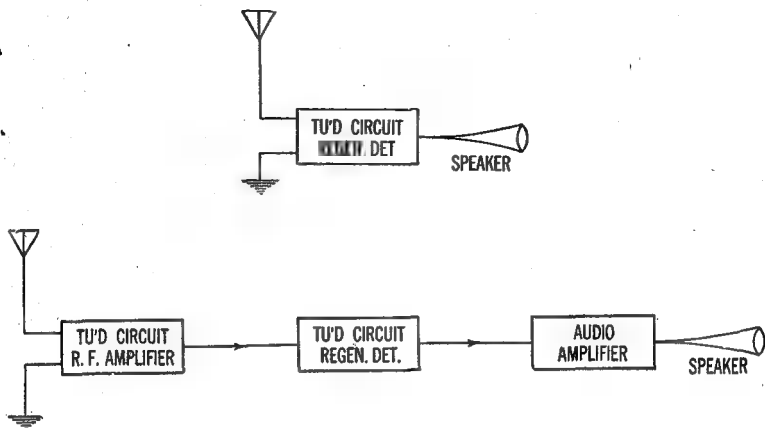 TU'D CIRCUIT
DET
SPEAKER
TU'D CIRCUIT
R. F. AMPLIFIER
TU'D CIRCUIT
REGEN. DET.
AUDIO
AMPLIFIER
SPEAKER